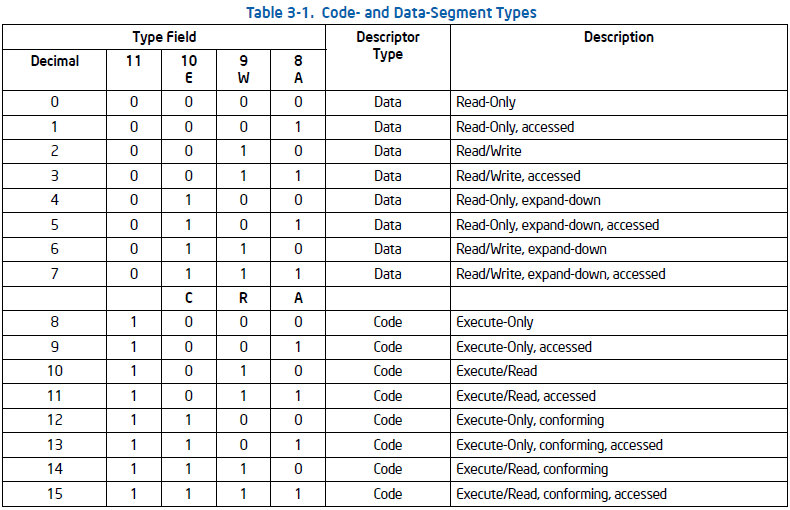 Table 3-1. Code- and Data-Segment Types
Type Field Descriptor Type Description
Decimal 11 10 E 9 W 8 A
0 0 0 0 0 Data Read-Only
1 0 0 0 1 Data Read-Only, accessed
2 0 0 1 0 Data Read/Write
3 0 0 1 1 Data Read/Write, accessed
4 0 1 0 0 Data Read-Only, expand-down
5 0 1 0 1 Data Read-Only, expand-down, accessed
6 0 1 1 0 Data Read/Write, expand-down
7 0 1 1 1 Data Read/Write, expand-down, accessed
C R A
8 1 0 0 0 Code Execute-Only
9 1 0 0 1 Code Execute-Only, accessed
10 1 0 1 0 Code Execute/Read
11 1 0 1 1 Code Execute/Read, accessed
12 1 1 0 0 Code Execute-Only, conforming
13 1 1 0 1 Code Execute-Only, conforming, accessed
14 1 1 1 0 Code Execute/Read, conforming
15 1 1 1 1 Code Execute/Read, conforming, accessed